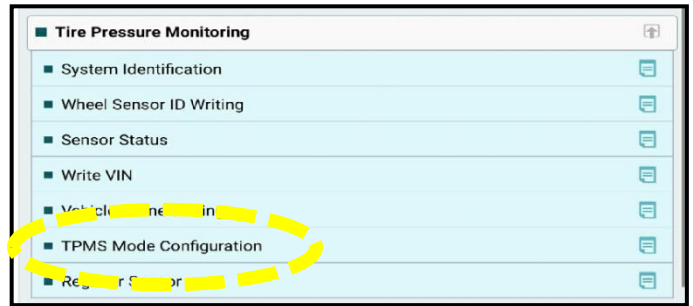 Tire Pressure Monitoring
System Identification
Wheel Sensor ID Writing
Sensor Status
Write VIN
TPMS Mode Configuration